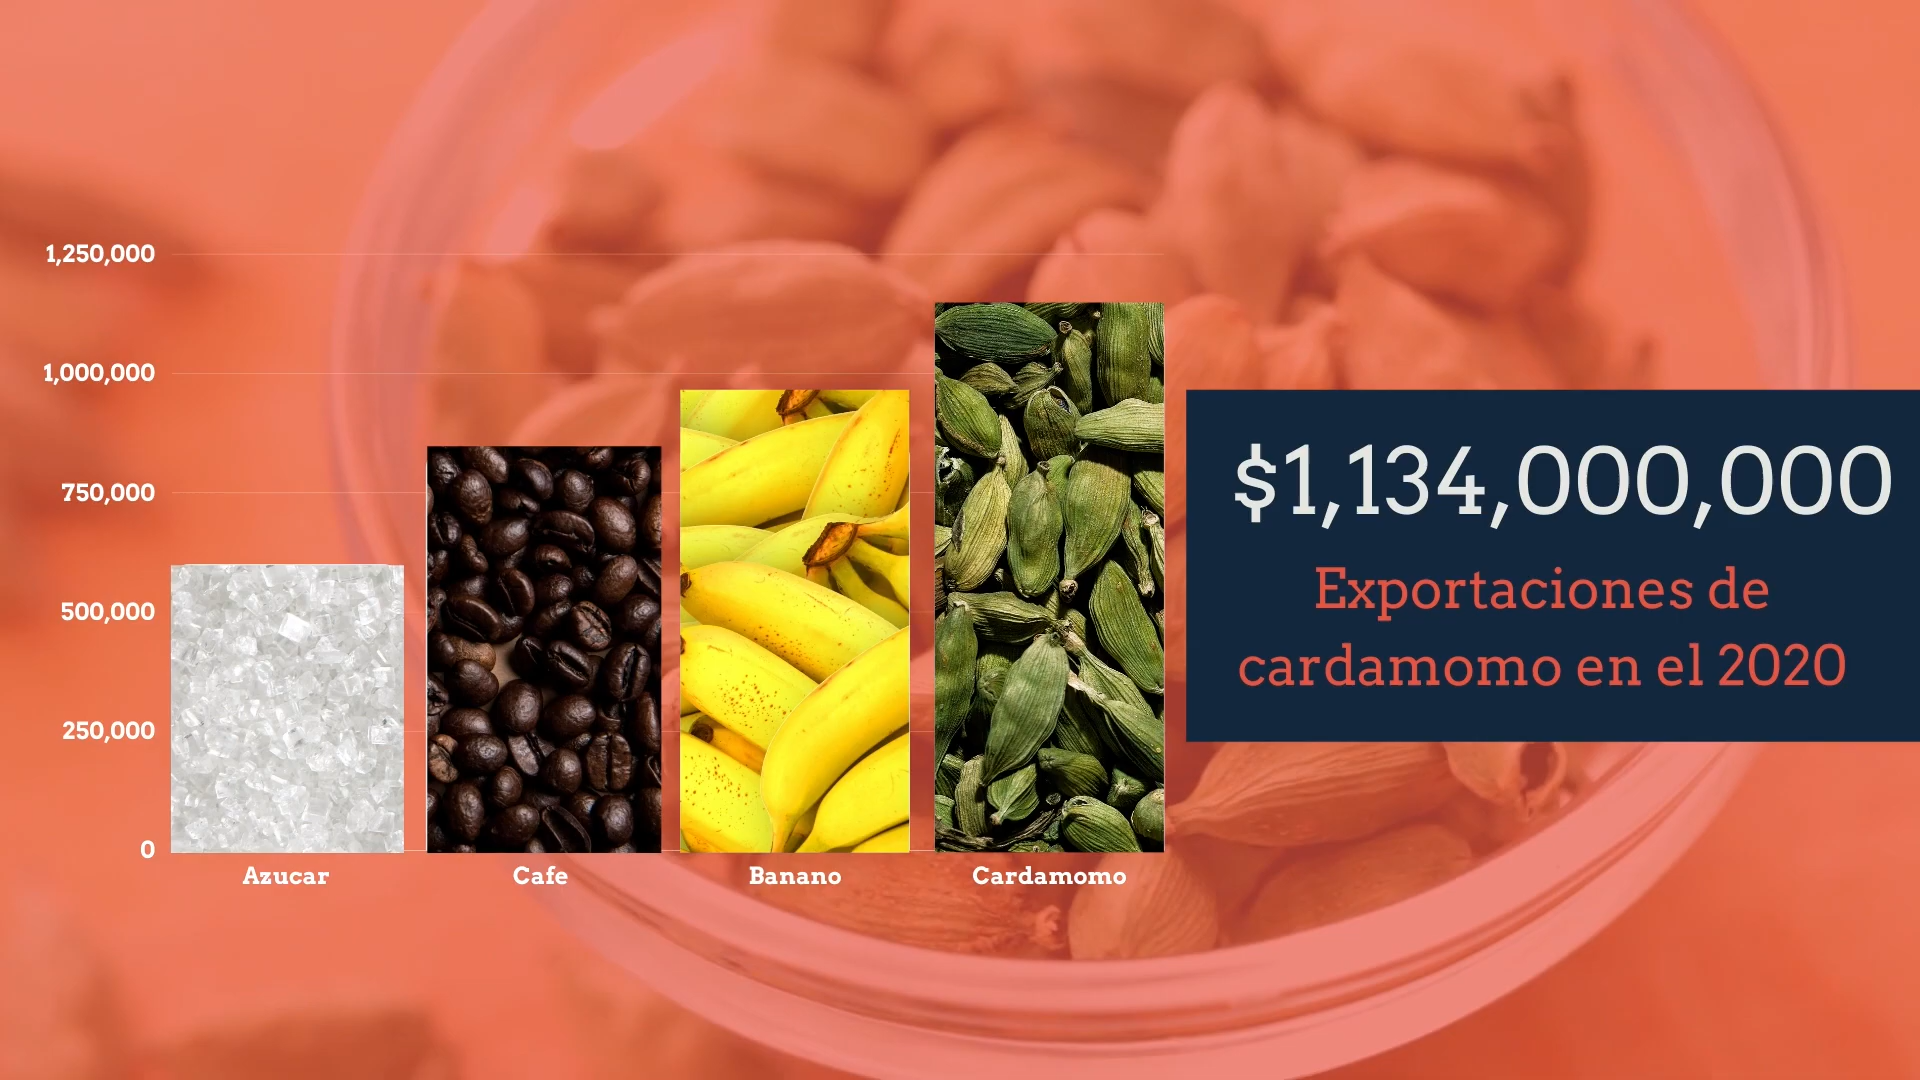 1,250,000
1,000,000
750,000
500,000
250,000
0
Azucar
Cafe
Banano
Cardamomo
$1,134,000,000
Exportaciones de
cardamomo en el 2020